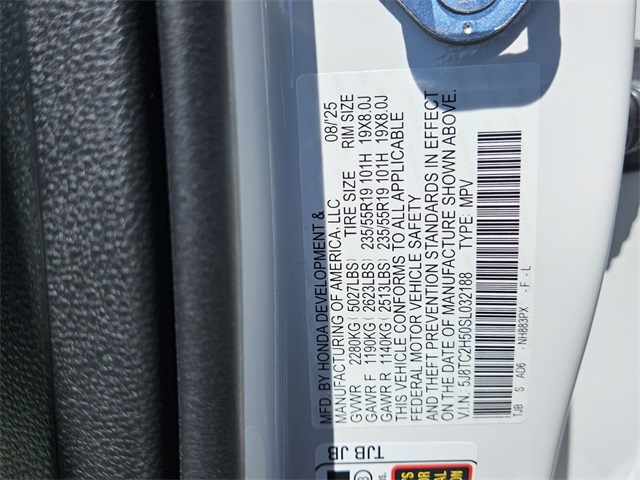 MFD. BY HONDA DEVELOPMENT &
MANUFACTURING OF AMERICA, LLC 08/'25
GVWR 2280KG( 5027LBS) TIRE SIZE RIM SIZE
GAWR F 1190KG( 2623LBS) 235/55R19 101H 19X8.0J
GAWR R 1140KG( 2513LBS) 235/55R19 101H 19X8.0J
THIS VEHICLE CONFORMS TO ALL APPLICABLE
FEDERAL MOTOR VEHICLE SAFETY
AND THEFT PREVENTION STANDARDS IN EFFECT
ON THE DATE OF MANUFACTURE SHOWN ABOVE.
V.I.N. 5J8TC2H50SL032188 TYPE: MPV
TJB S AD6 - NH883PX - F - L
TJB JB